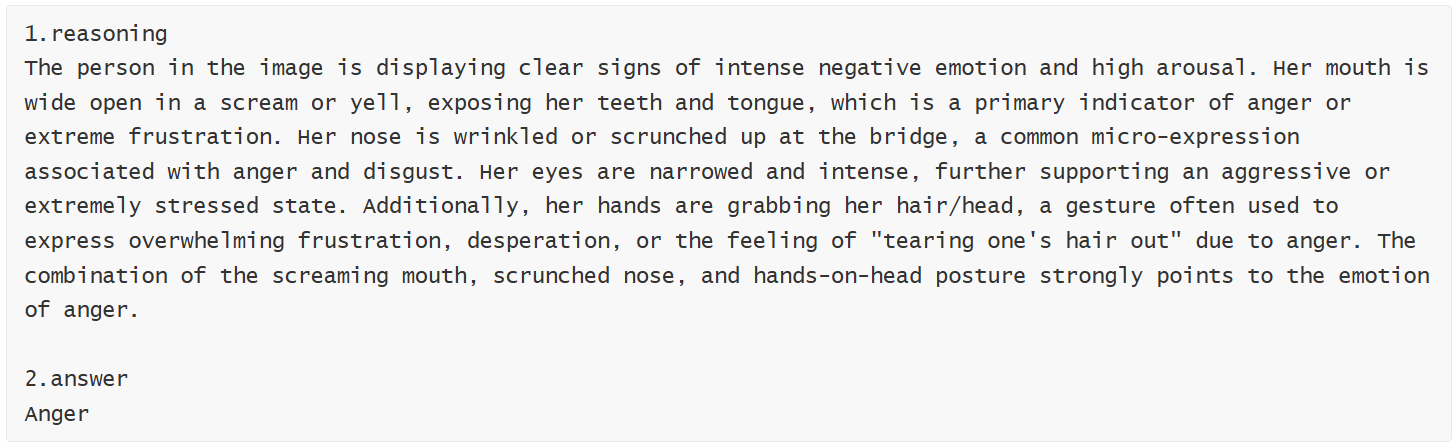 1.reasoning
The person in the image is displaying clear signs of intense negative emotion and high arousal. Her mouth is
wide open in a scream or yell, exposing her teeth and tongue, which is a primary indicator of anger or
extreme frustration. Her nose is wrinkled or scrunched up at the bridge, a common micro-expression
associated with anger and disgust. Her eyes are narrowed and intense, further supporting an aggressive or
extremely stressed state. Additionally, her hands are grabbing her hair/head, a gesture often used to
express overwhelming frustration, desperation, or the feeling of "tearing one's hair out" due to anger. The
combination of the screaming mouth, scrunched nose, and hands-on-head posture strongly points to the emotion
of anger.
2.answer
Anger